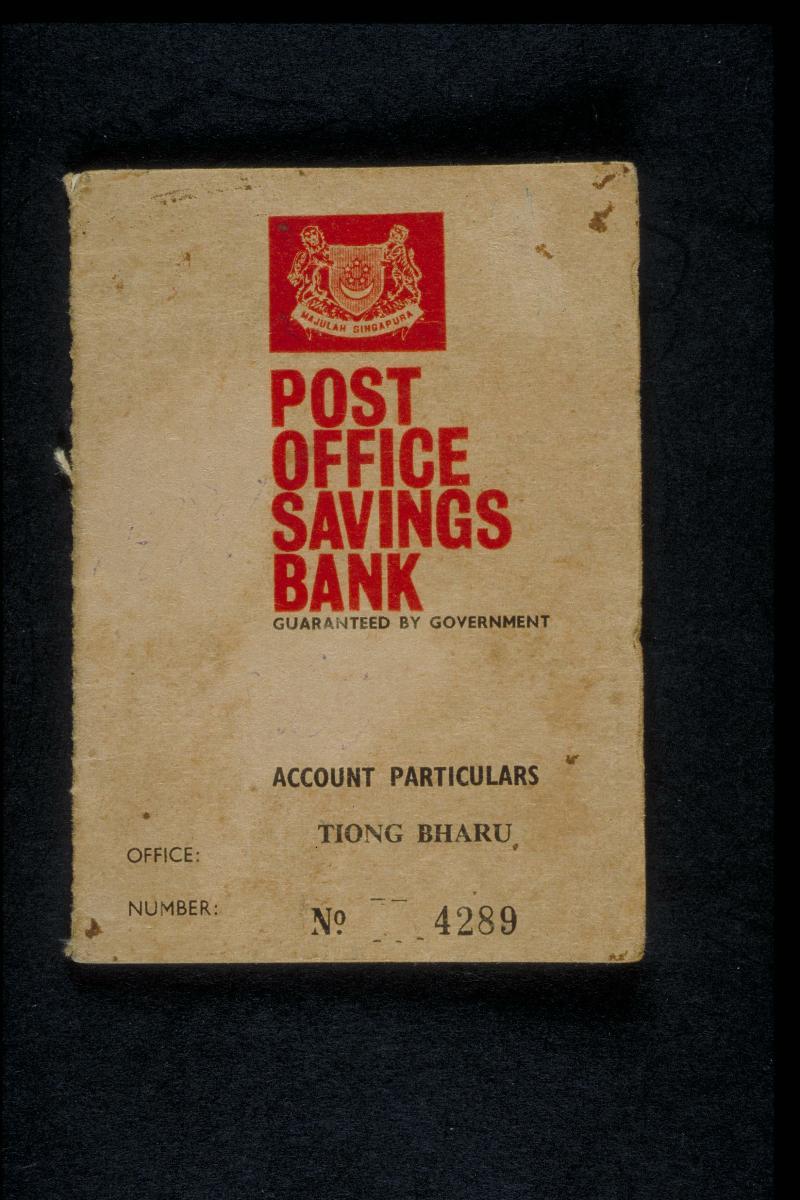 MAJULAH SINGAPURA
POST
OFFICE
SAVINGS
BANK
GUARANTEED BY GOVERNMENT
ACCOUNT PARTICULARS
TIONG BHARU
OFFICE:
NUMBER:
Nº 4289